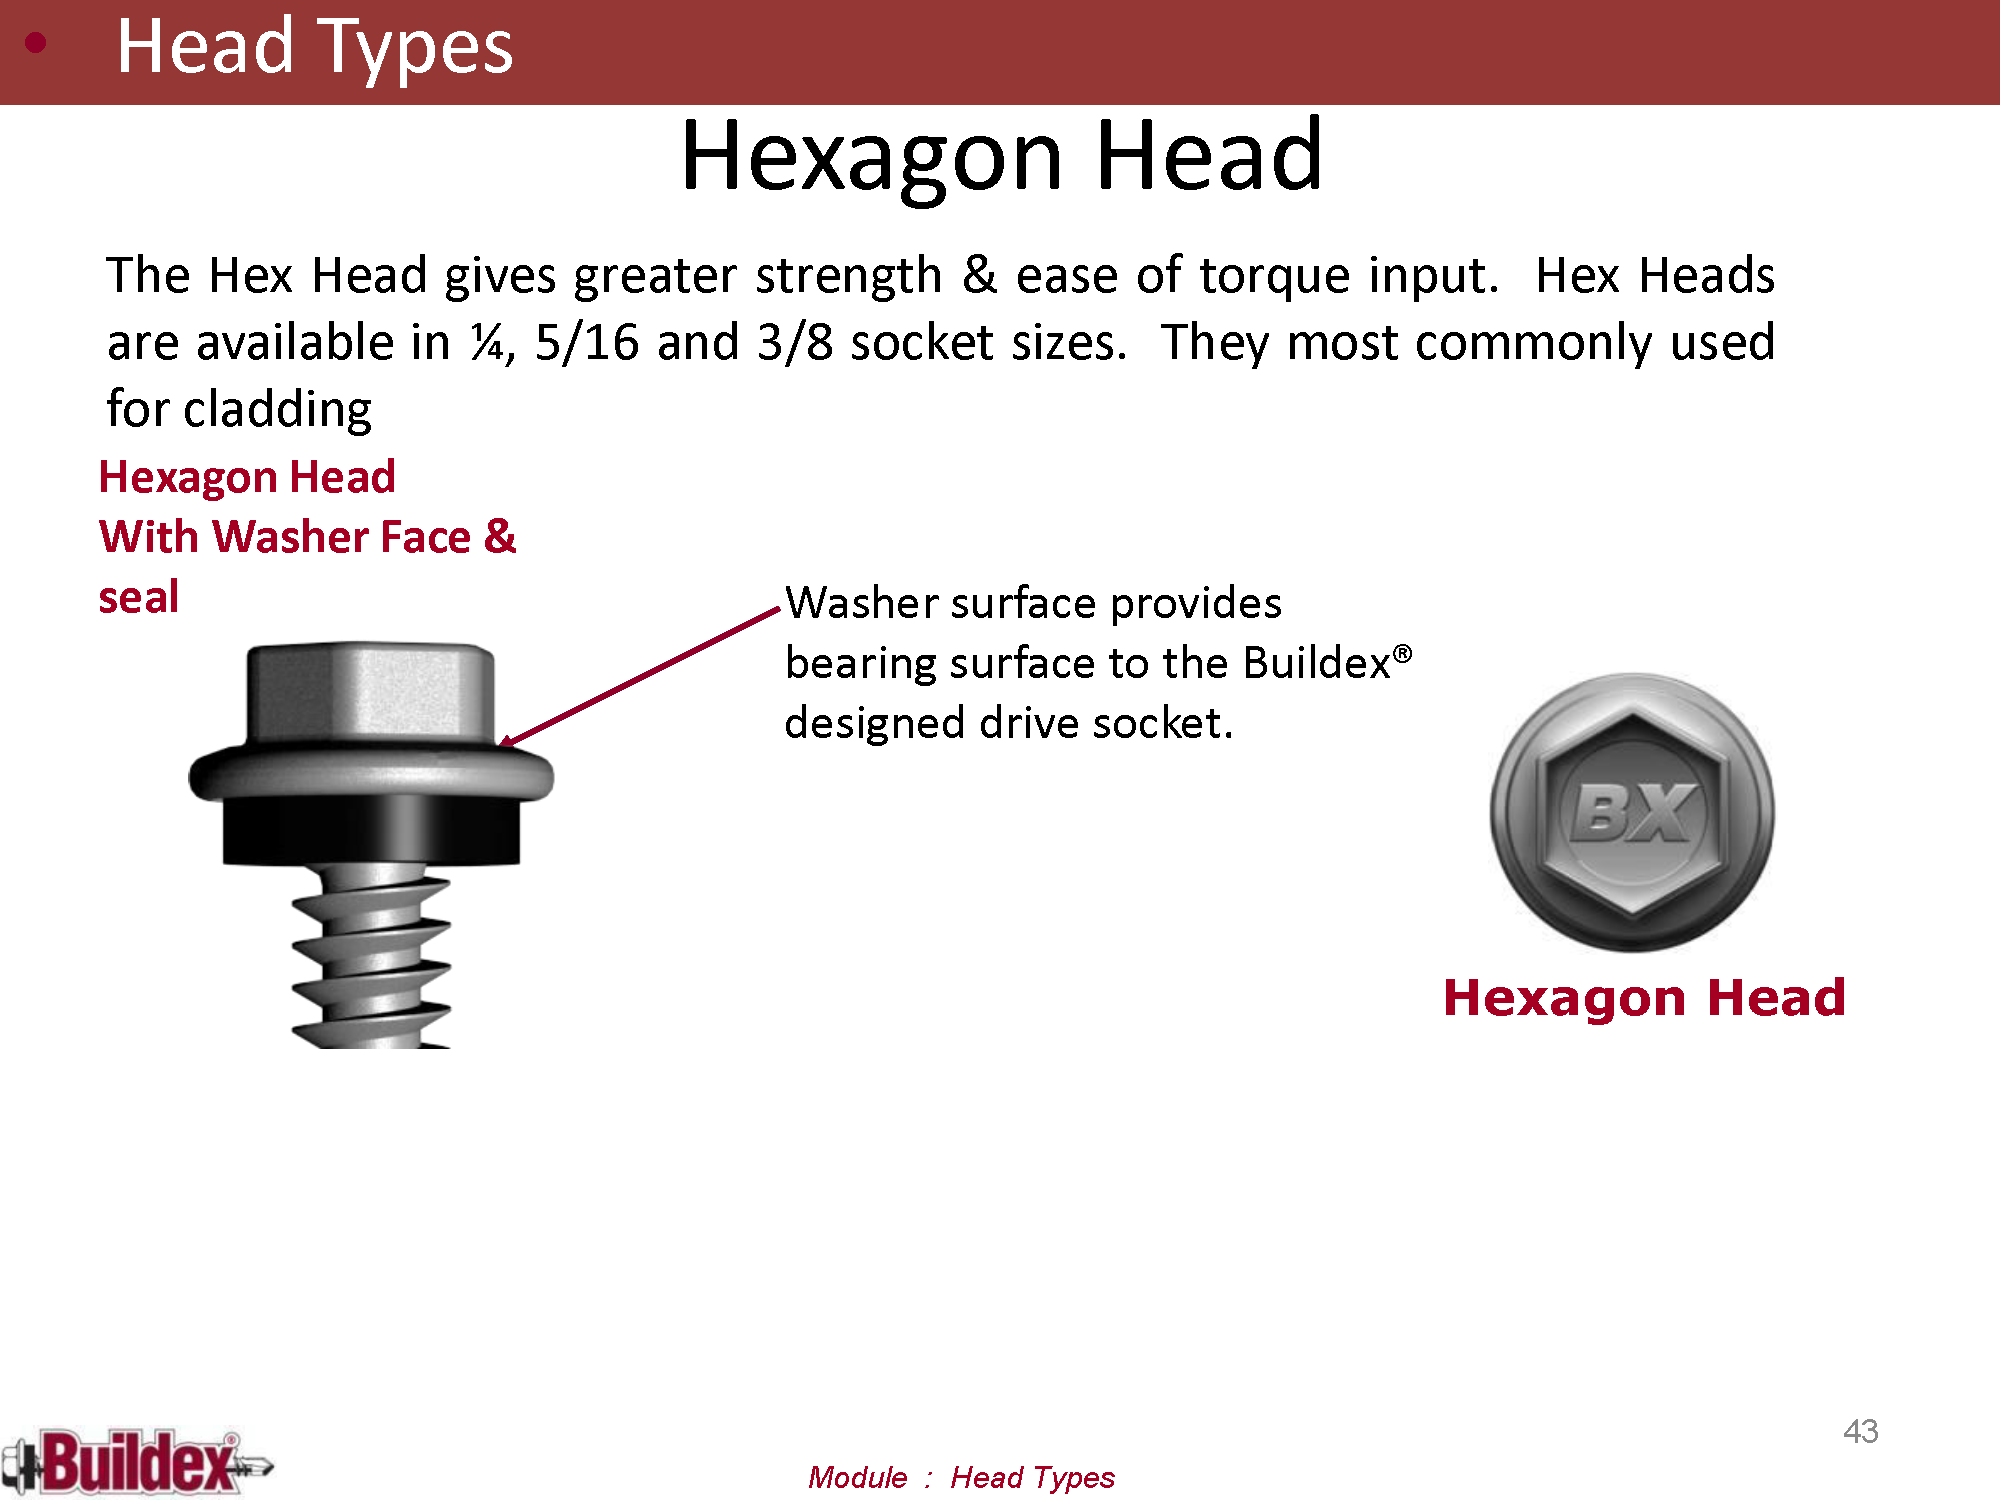 • Head Types
Hexagon Head
The Hex Head gives greater strength & ease of torque input. Hex Heads
are available in ¼, 5/16 and 3/8 socket sizes. They most commonly used
for cladding
Hexagon Head
With Washer Face &
seal
Washer surface provides
bearing surface to the Buildex®
designed drive socket.
BX
Hexagon Head
43
Buildex®
Module : Head Types